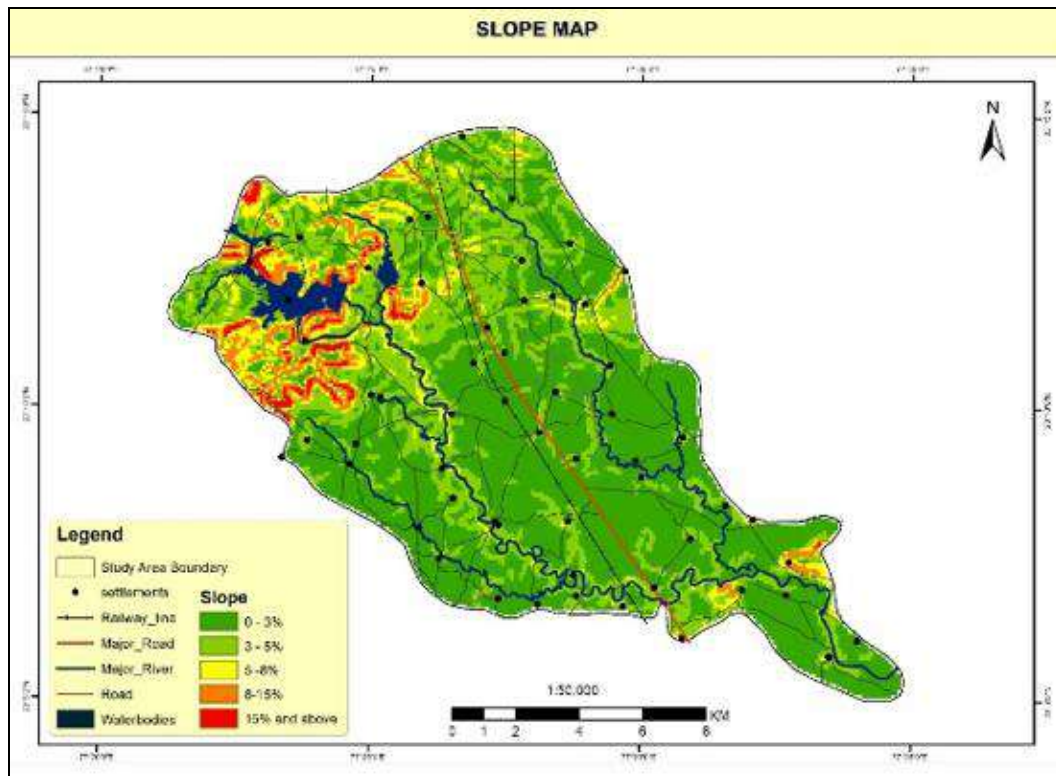 SLOPE MAP
N
Legend
Study Area Boundary
settlements
Railway_line
Major_Road
Major_River
Road
Waterbodies
Slope
0 - 3%
3 - 5%
5 -8%
8-15%
15% and above
1:50,000
KM
0 1 2 4 6 8